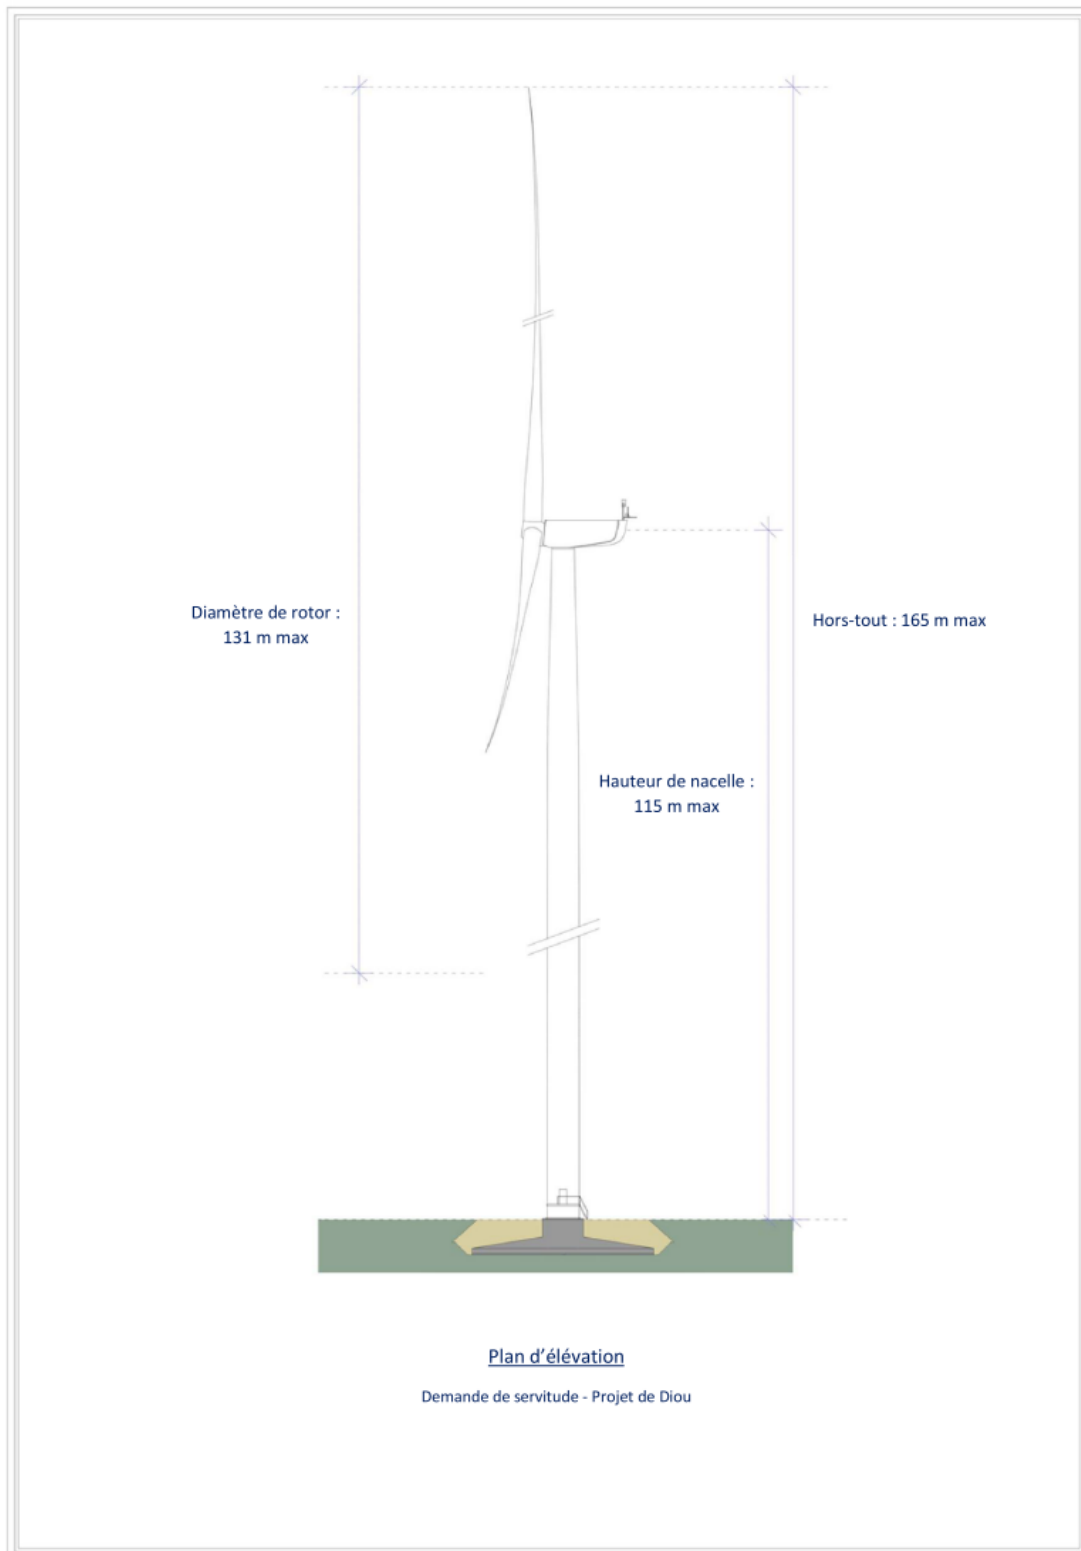 Diamètre de rotor :
131 m max
Hors-tout : 165 m max
Hauteur de nacelle :
115 m max
Plan d'élévation
Demande de servitude - Projet de Diou